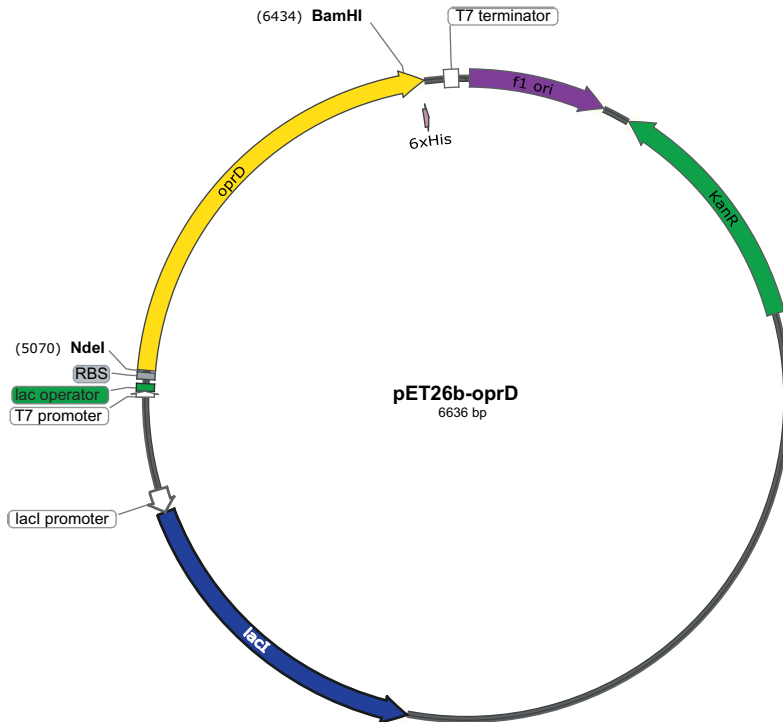 (6434) BamHI
T7 terminator
f1 ori
6xHis
KanR
oprD
(5070) NdeI
RBS
lac operator
T7 promoter
pET26b-oprD
6636 bp
lacI promoter
lacI